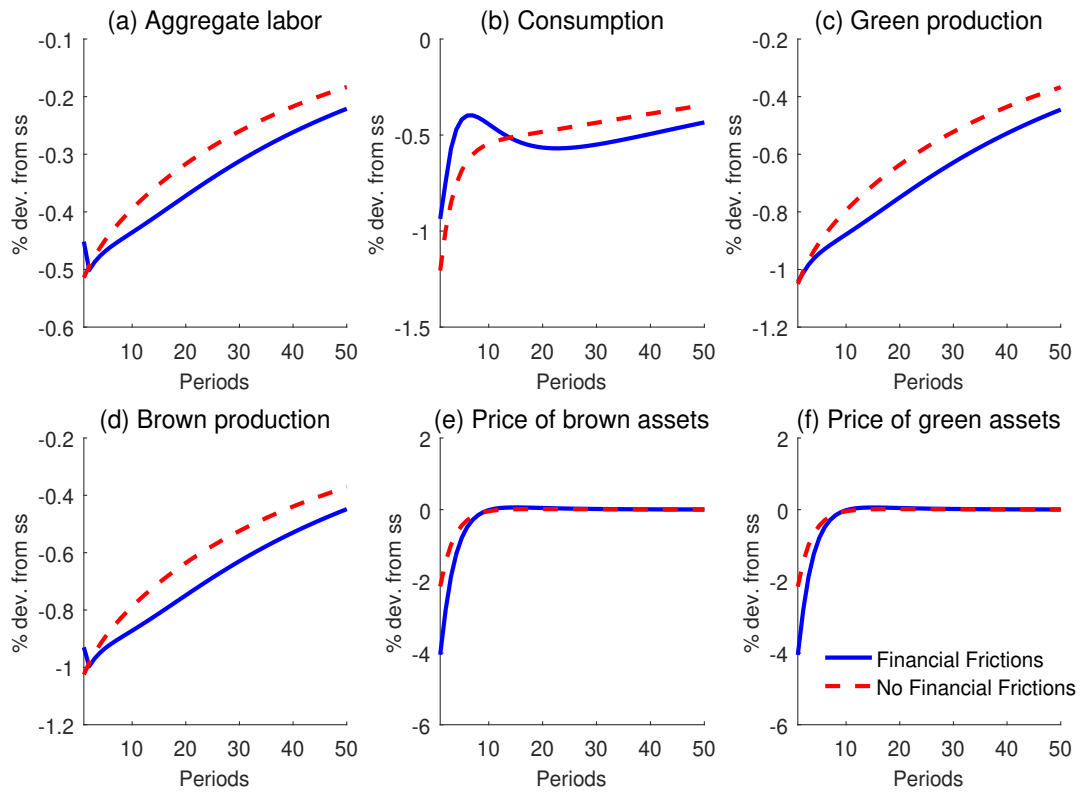 (a) Aggregate labor
-0.1
-0.2
-0.3
-0.4
-0.5
-0.6
% dev. from ss
10 20 30 40 50
Periods
(b) Consumption
0
-0.5
-1
-1.5
% dev. from ss
10 20 30 40 50
Periods
(c) Green production
-0.2
-0.4
-0.6
-0.8
-1
-1.2
% dev. from ss
10 20 30 40 50
Periods
(d) Brown production
-0.2
-0.4
-0.6
-0.8
-1
-1.2
% dev. from ss
10 20 30 40 50
Periods
(e) Price of brown assets
2
0
-2
-4
-6
% dev. from ss
10 20 30 40 50
Periods
(f) Price of green assets
2
0
-2
-4
-6
% dev. from ss
10 20 30 40 50
Periods
Financial Frictions
No Financial Frictions